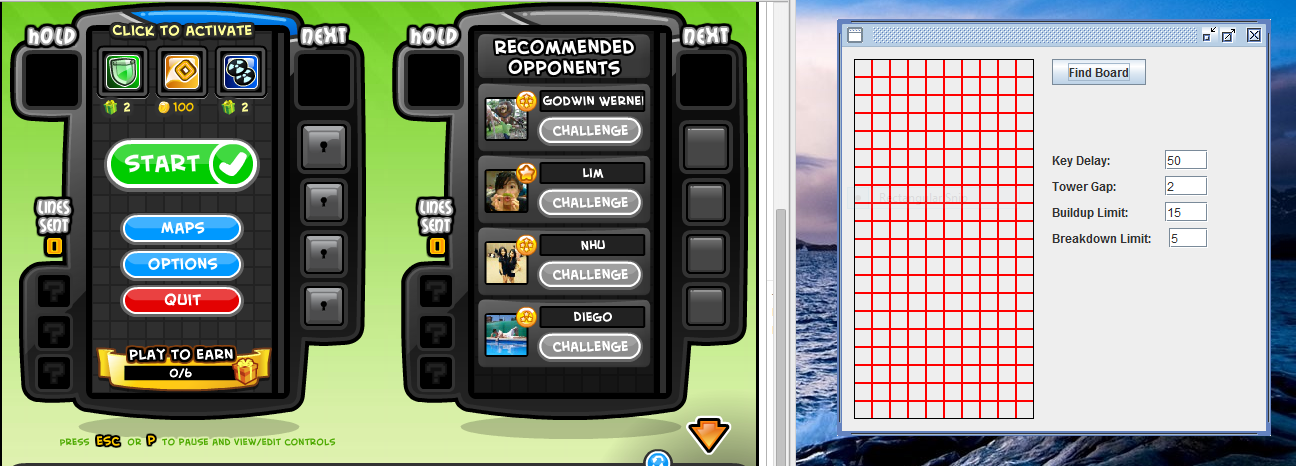 HOLD
CLICK TO ACTIVATE
NEXT
2
100
2
START
LINES
SENT
0
MAPS
OPTIONS
QUIT
?
?
?
PLAY TO EARN
0/6
PRESS ESC OR P TO PAUSE AND VIEW/EDIT CONTROLS
HOLD
NEXT
RECOMMENDED
OPPONENTS
GODWIN WERNE
CHALLENGE
LIM
CHALLENGE
LINES
SENT
0
NHU
CHALLENGE
DIEGO
CHALLENGE
?
?
?
Find Board
Key Delay: 50
Tower Gap: 2
Buildup Limit: 15
Breakdown Limit: 5